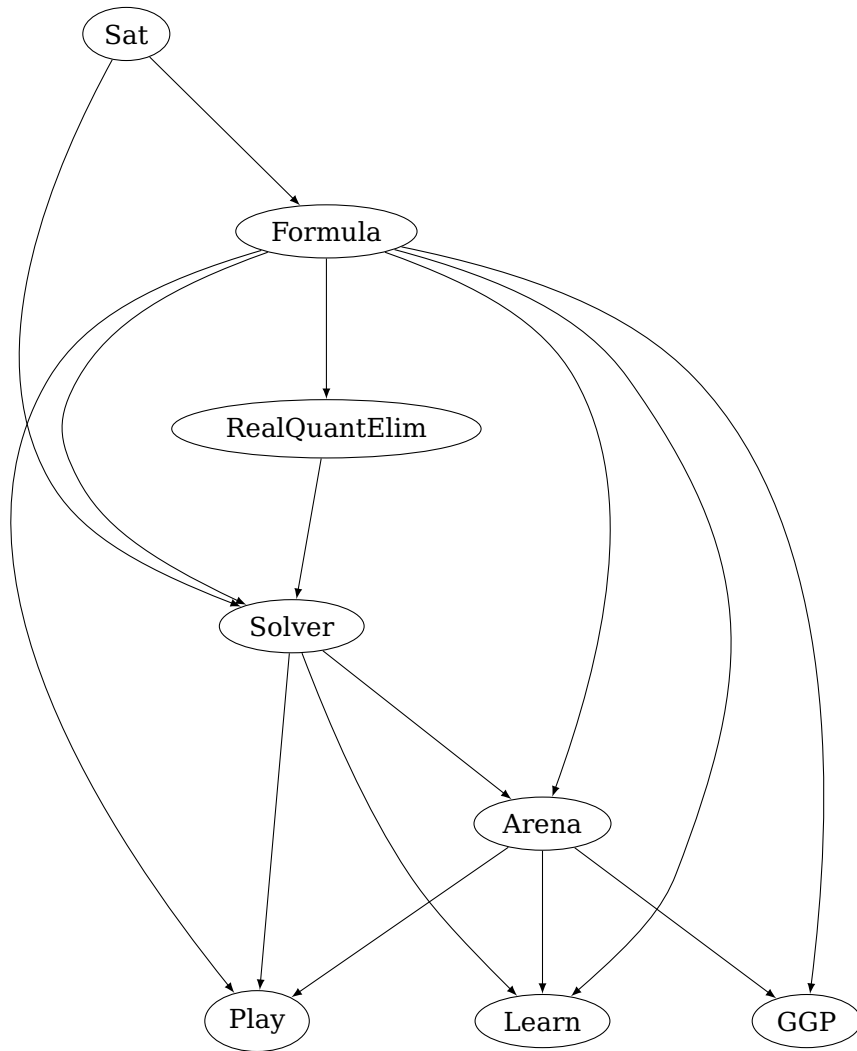 Sat
Formula
RealQuantElim
Solver
Arena
Play
Learn
GGP